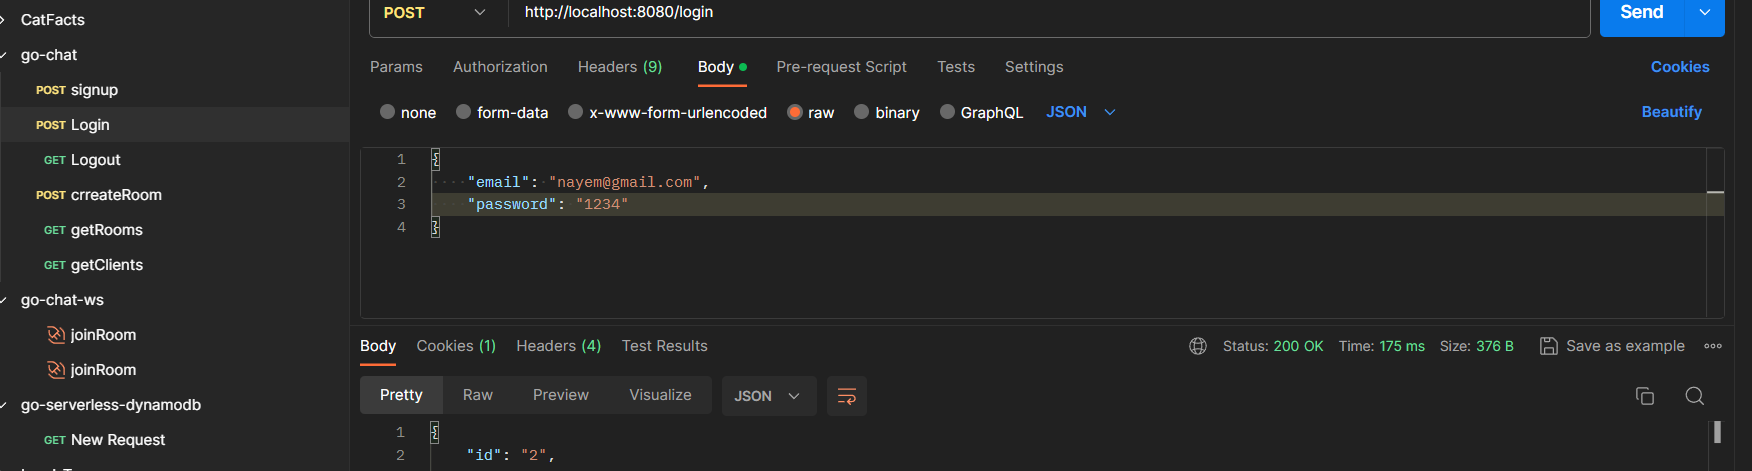 CatFacts
go-chat
POST signup
POST Login
GET Logout
POST crreateRoom
GET getRooms
GET getClients
go-chat-ws
joinRoom
joinRoom
go-serverless-dynamodb
GET New Request
POST http://localhost:8080/login Send
Params Authorization Headers (9) Body Pre-request Script Tests Settings Cookies
none form-data x-www-form-urlencoded raw binary GraphQL JSON Beautify
1 {
2 "email": "nayem@gmail.com",
3 "password": "1234"
4 }
Body Cookies (1) Headers (4) Test Results Status: 200 OK Time: 175 ms Size: 376 B Save as example
Pretty Raw Preview Visualize JSON
1 {
2 "id": "2",